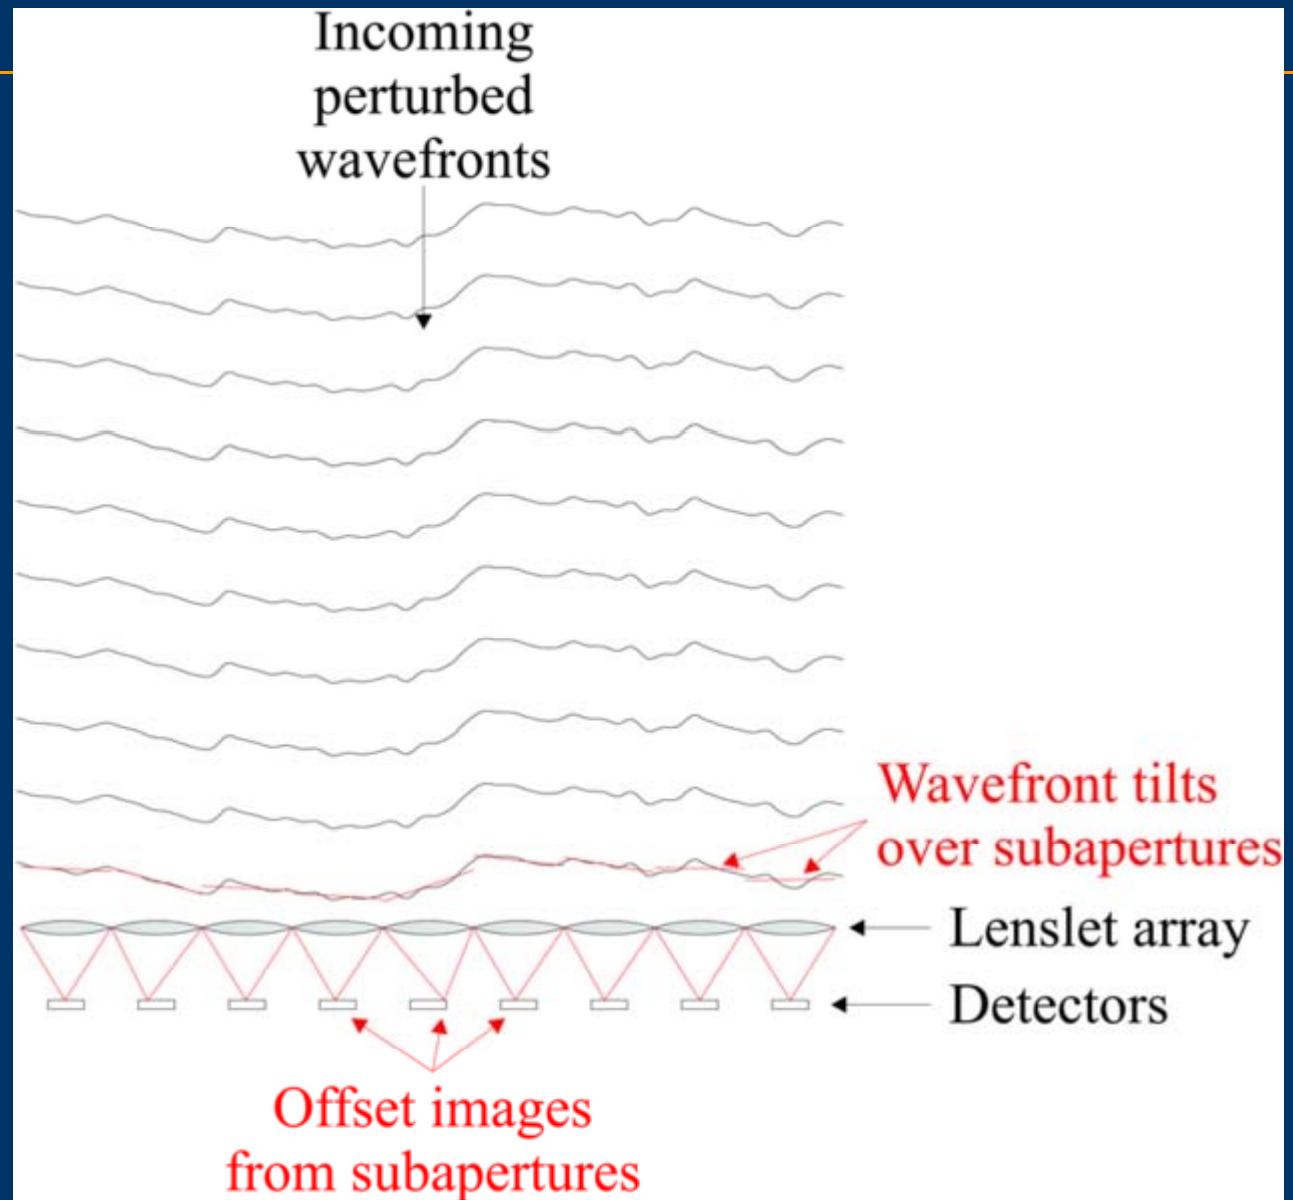 Incoming
perturbed
wavefronts
Wavefront tilts
over subapertures
Lenslet array
Detectors
Offset images
from subapertures